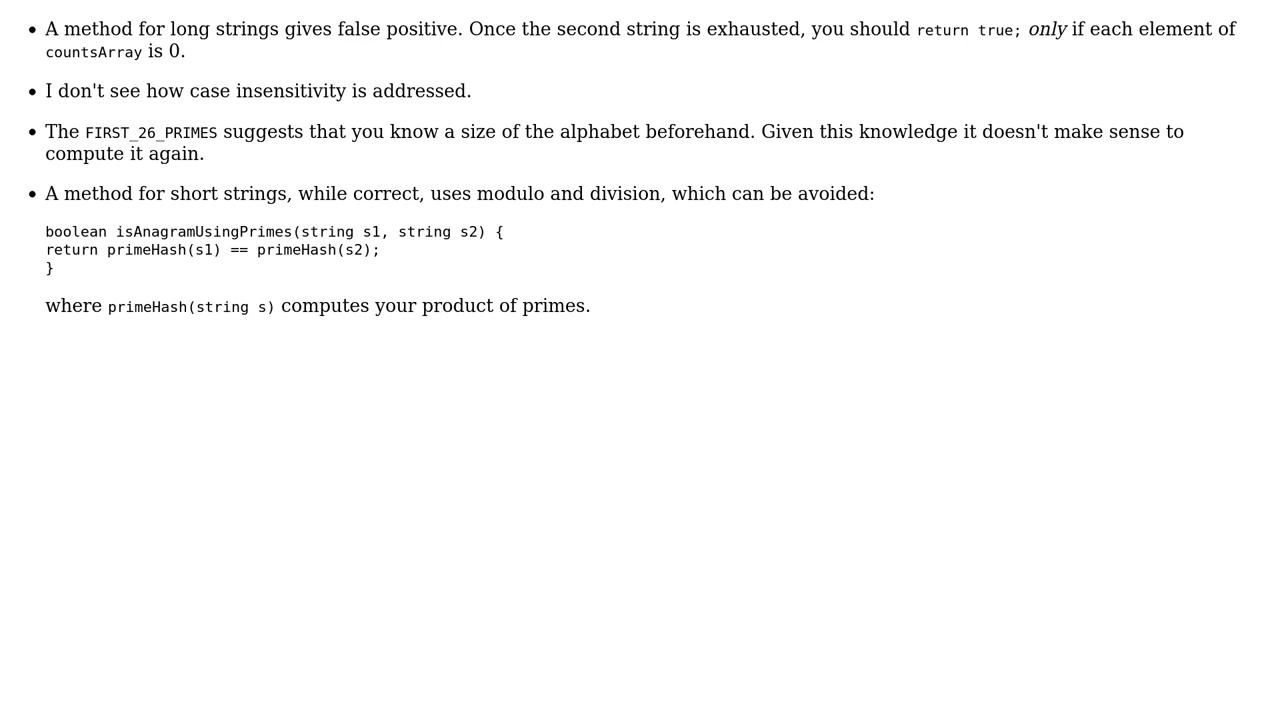 A method for long strings gives false positive. Once the second string is exhausted, you should return true; only if each element of
countsArray is 0.
I don't see how case insensitivity is addressed.
The FIRST_26_PRIMES suggests that you know a size of the alphabet beforehand. Given this knowledge it doesn't make sense to
compute it again.
A method for short strings, while correct, uses modulo and division, which can be avoided:
boolean isAnagramUsingPrimes(string s1, string s2) {
return primeHash(s1) == primeHash(s2);
}
where primeHash(string s) computes your product of primes.